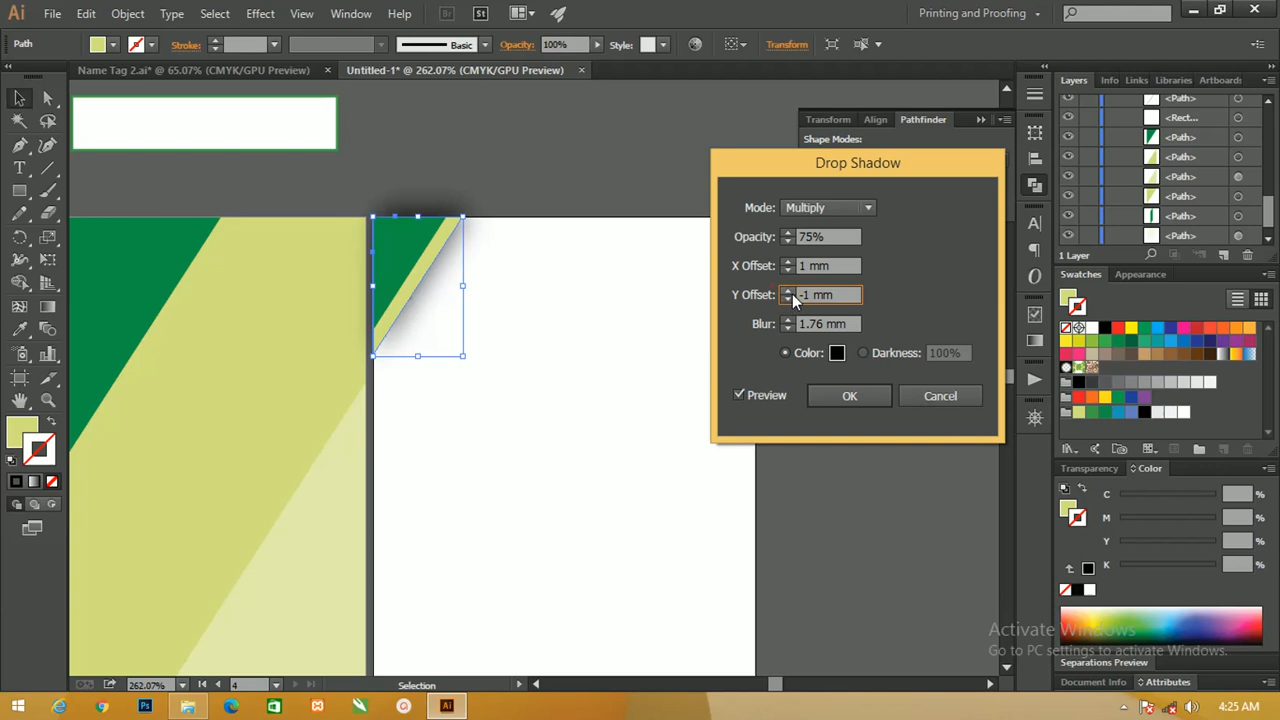 Ai File Edit Object Type Select Effect View Window Help Br St Printing and Proofing
Path Stroke: Basic Opacity: 100% Style: Transform
Name Tag 2.ai* @ 65.07% (CMYK/GPU Preview) × Untitled-1* @ 262.07% (CMYK/GPU Preview) ×
Layers Info Links Libraries Artboards
<Path>
<Rect...
<Path>
<Path>
<Path>
<Path>
<Path>
<Path>
1 Layer
Transform Align Pathfinder
Shape Modes:
Drop Shadow
Mode: Multiply
Opacity: 75%
X Offset: 1 mm
Y Offset: -1 mm
Blur: 1.76 mm
Color: Darkness: 100%
Preview OK Cancel
Swatches Appearance
Transparency Color
C %
M %
Y %
K %
Activate Windows
Go to PC settings to activate Windows.
Separations Preview
Document Info Attributes
262.07% 4 Selection
4:25 AM